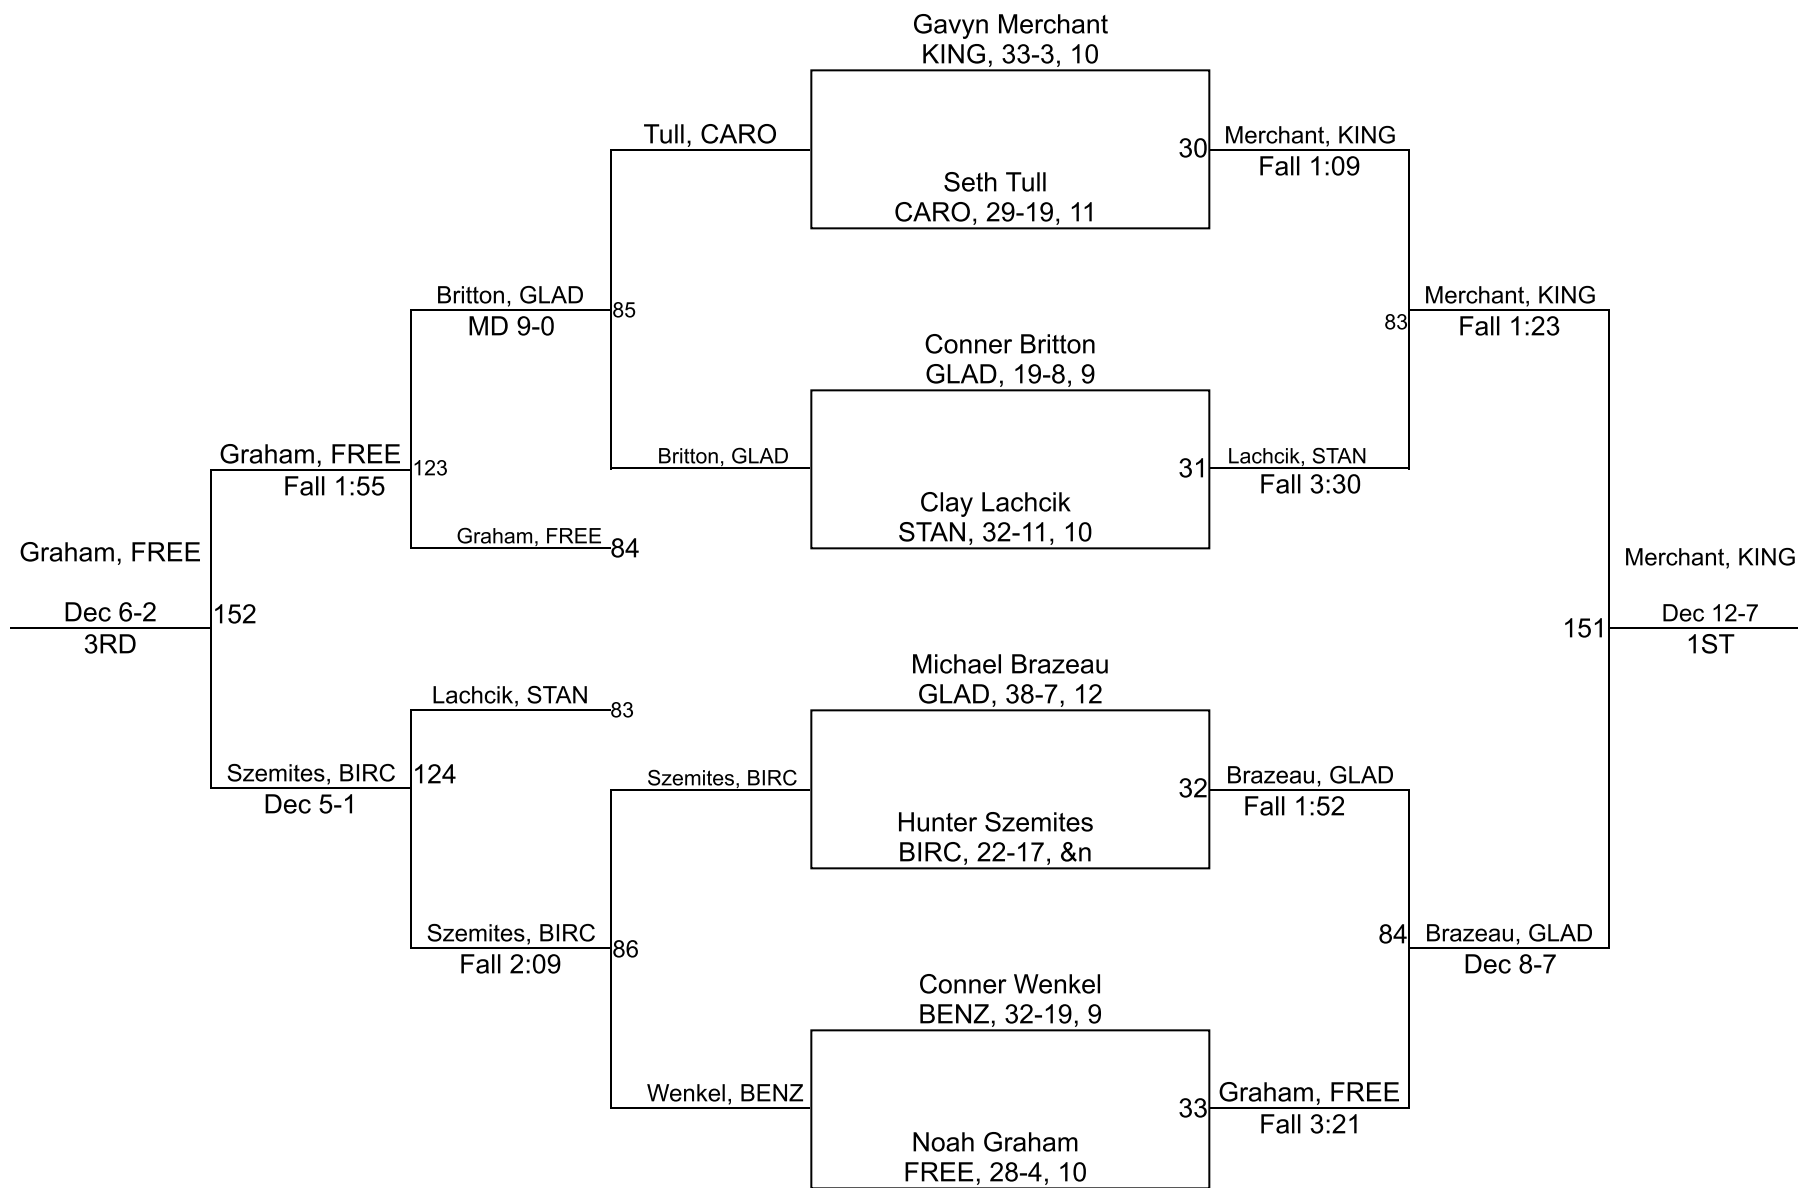 Gavyn Merchant
KING, 33-3, 10
Tull, CARO
30
Merchant, KING
Fall 1:09
Seth Tull
CARO, 29-19, 11
Britton, GLAD
MD 9-0
85
Merchant, KING
83
Fall 1:23
Conner Britton
GLAD, 19-8, 9
Graham, FREE
Fall 1:55
123
Britton, GLAD
31
Lachcik, STAN
Fall 3:30
Clay Lachcik
STAN, 32-11, 10
Graham, FREE
84
Graham, FREE
Dec 6-2
3RD
152
Merchant, KING
151
Dec 12-7
1ST
Michael Brazeau
GLAD, 38-7, 12
Lachcik, STAN
83
Szemites, BIRC
Dec 5-1
124
Szemites, BIRC
32
Brazeau, GLAD
Fall 1:52
Hunter Szemites
BIRC, 22-17, &n
Szemites, BIRC
Fall 2:09
86
84
Brazeau, GLAD
Dec 8-7
Conner Wenkel
BENZ, 32-19, 9
Wenkel, BENZ
33
Graham, FREE
Fall 3:21
Noah Graham
FREE, 28-4, 10